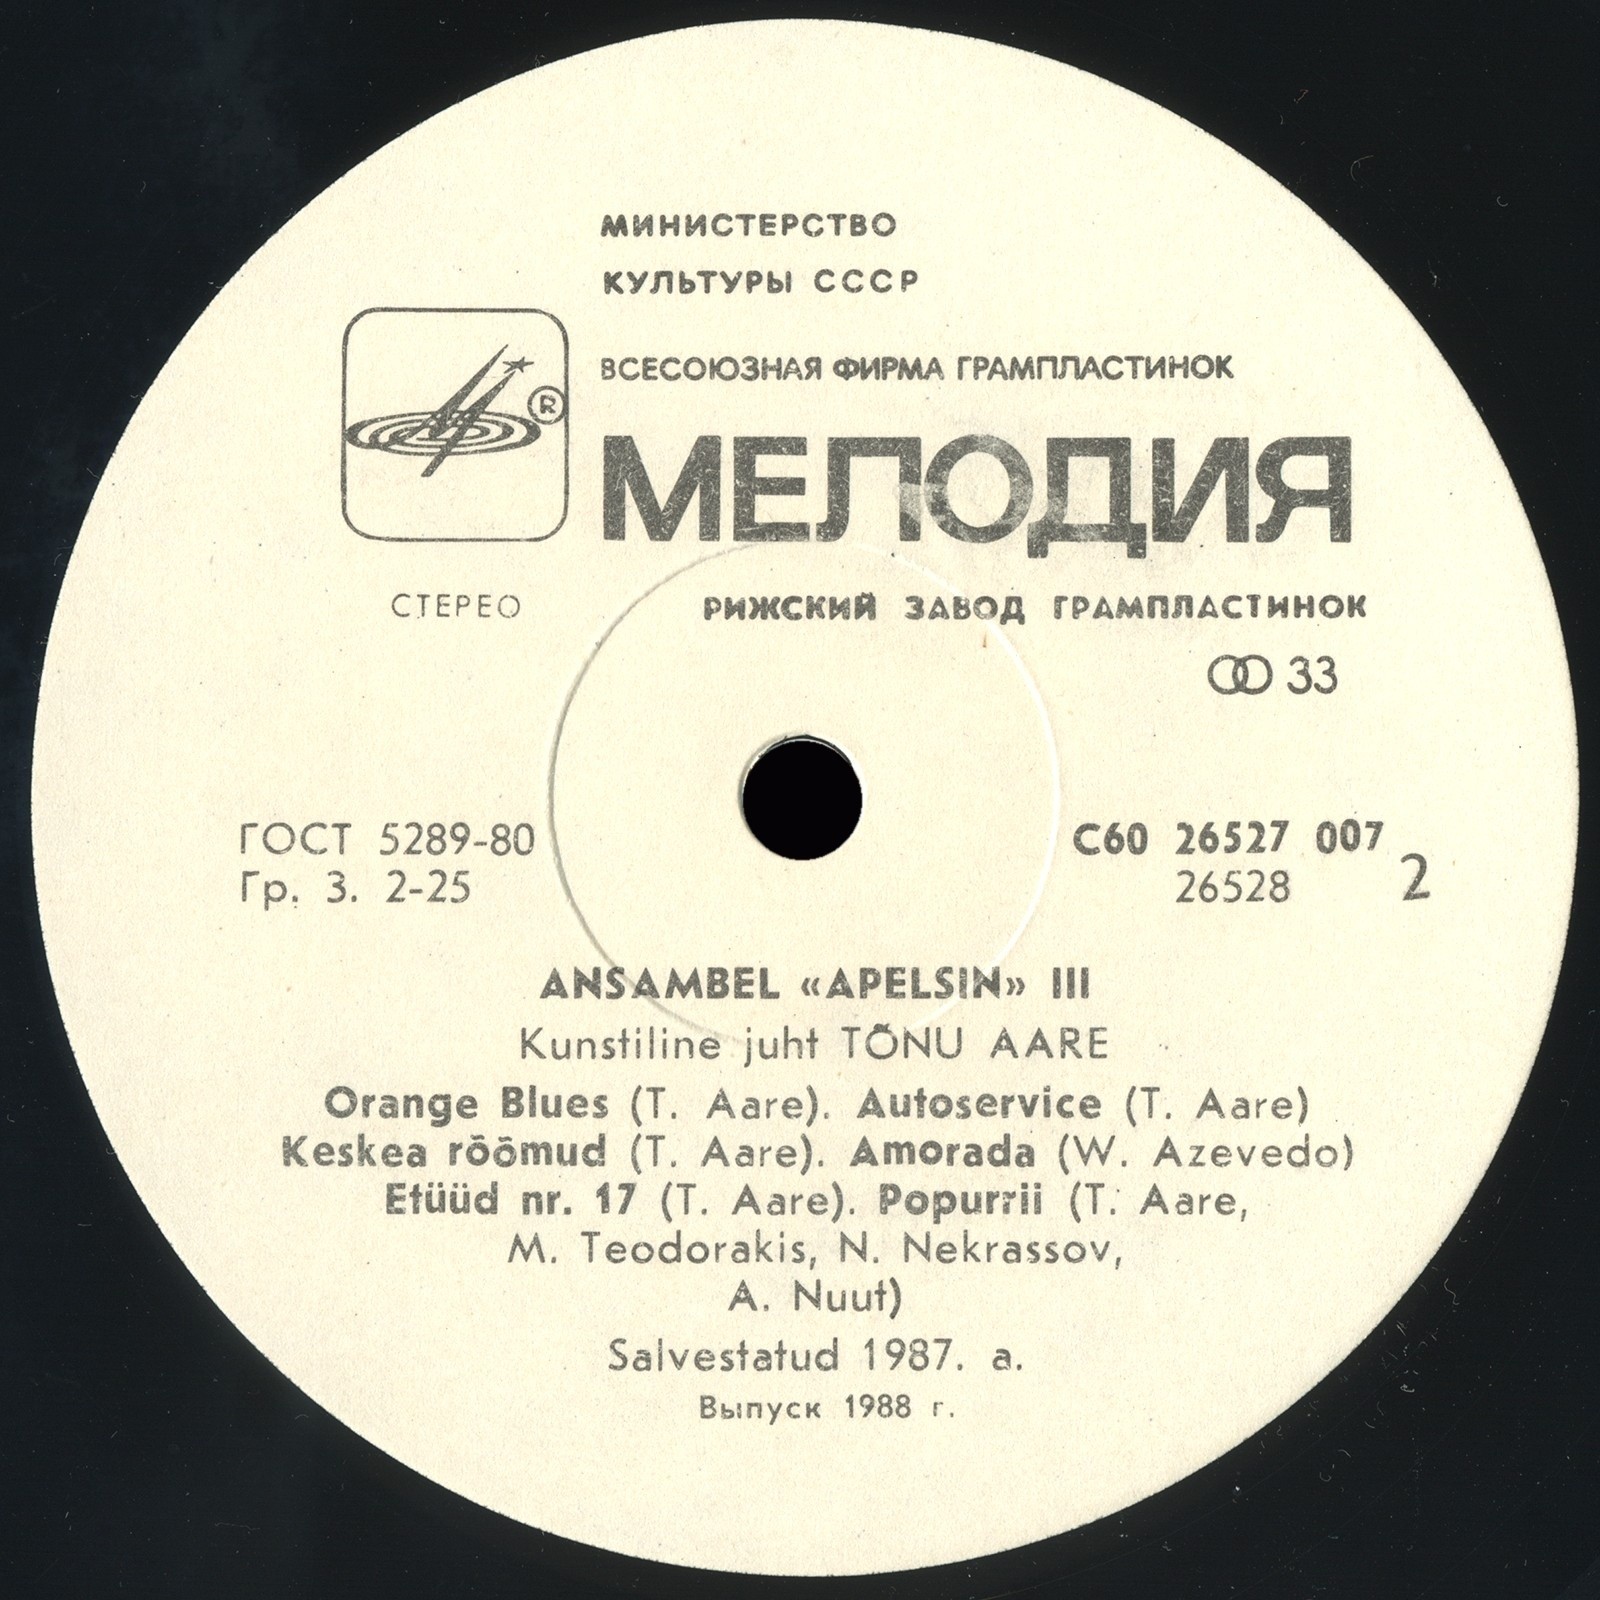 МИНИСТЕРСТВО
КУЛЬТУРЫ СССР
ВСЕСОЮЗНАЯ ФИРМА ГРАМПЛАСТИНОК
®
МЕЛОДИЯ
СТЕРЕО
РИЖСКИЙ ЗАВОД ГРАМПЛАСТИНОК
33
ГОСТ 5289-80
Гр. 3. 2-25
С60 26527 007
26528
2
ANSAMBEL «APELSIN» III
Kunstiline juht TÕNU AARE
Orange Blues (T. Aare). Autoservice (T. Aare)
Keskea rõõmud (T. Aare). Amorada (W. Azevedo)
Etüüd nr. 17 (T. Aare). Popurrii (T. Aare,
M. Teodorakis, N. Nekrassov,
A. Nuut)
Salvestatud 1987. a.
Выпуск 1988 г.